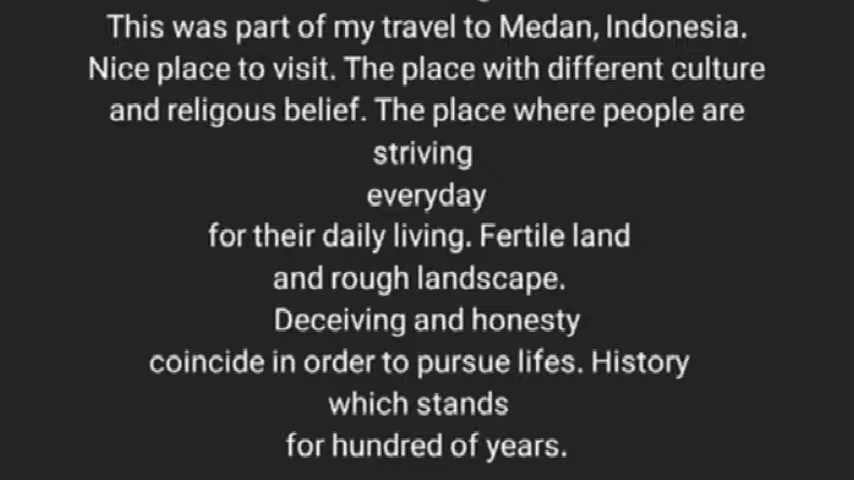 This was part of my travel to Medan, Indonesia.
Nice place to visit. The place with different culture
and religous belief. The place where people are
striving
everyday
for their daily living. Fertile land
and rough landscape.
Deceiving and honesty
coincide in order to pursue lifes. History
which stands
for hundred of years.